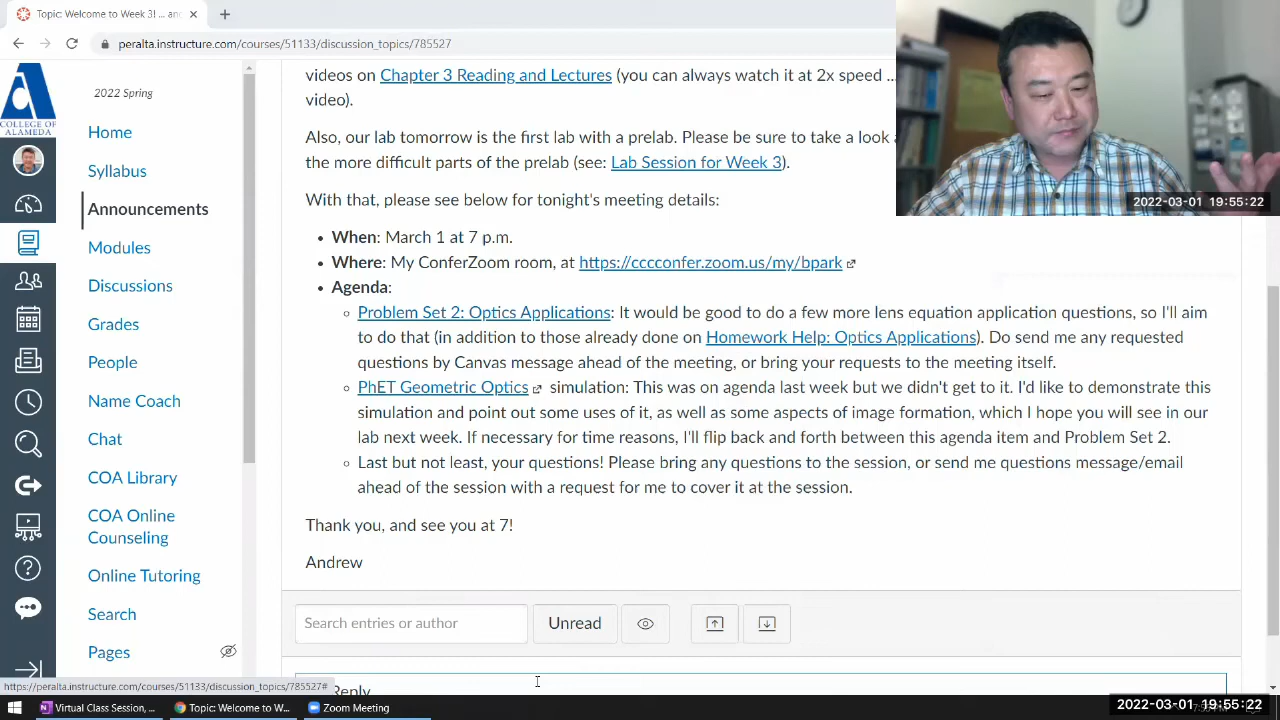 Topic: Welcome to Week 3! ... and
peralta.instructure.com/courses/51133/discussion_topics/785527
COLLEGE OF
ALAMEDA
2022 Spring
Home
Syllabus
Announcements
Modules
Discussions
Grades
People
Name Coach
Chat
COA Library
COA Online
Counseling
Online Tutoring
Search
Pages
videos on Chapter 3 Reading and Lectures (you can always watch it at 2x speed ...
video).
Also, our lab tomorrow is the first lab with a prelab. Please be sure to take a look a
the more difficult parts of the prelab (see: Lab Session for Week 3).
With that, please see below for tonight's meeting details:
• When: March 1 at 7 p.m.
• Where: My ConferZoom room, at https://cccconfer.zoom.us/my/bpark
• Agenda:
Problem Set 2: Optics Applications: It would be good to do a few more lens equation application questions, so I'll aim
to do that (in addition to those already done on Homework Help: Optics Applications). Do send me any requested
questions by Canvas message ahead of the meeting, or bring your requests to the meeting itself.
PhET Geometric Optics simulation: This was on agenda last week but we didn't get to it. I'd like to demonstrate this
simulation and point out some uses of it, as well as some aspects of image formation, which I hope you will see in our
lab next week. If necessary for time reasons, I'll flip back and forth between this agenda item and Problem Set 2.
Last but not least, your questions! Please bring any questions to the session, or send me questions message/email
ahead of the session with a request for me to cover it at the session.
Thank you, and see you at 7!
Andrew
Search entries or author
Unread
Reply
https://peralta.instructure.com/courses/51133/discussion_topics/785527#
Virtual Class Session, ...
Topic: Welcome to W...
Zoom Meeting
2022-03-01 19:55:22
2022-03-01 19:55:22